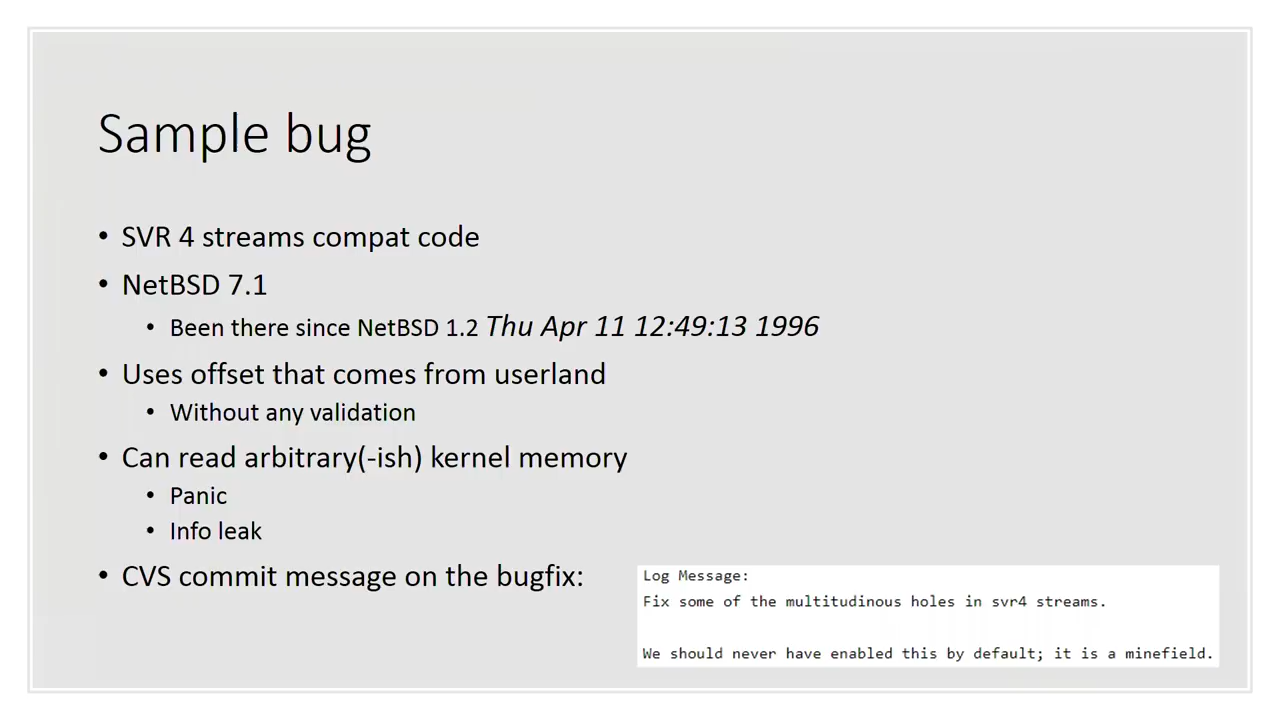 Sample bug
• SVR 4 streams compat code
• NetBSD 7.1
• Been there since NetBSD 1.2 Thu Apr 11 12:49:13 1996
• Uses offset that comes from userland
• Without any validation
• Can read arbitrary(-ish) kernel memory
• Panic
• Info leak
• CVS commit message on the bugfix:
Log Message:
Fix some of the multitudinous holes in svr4 streams.
We should never have enabled this by default; it is a minefield.